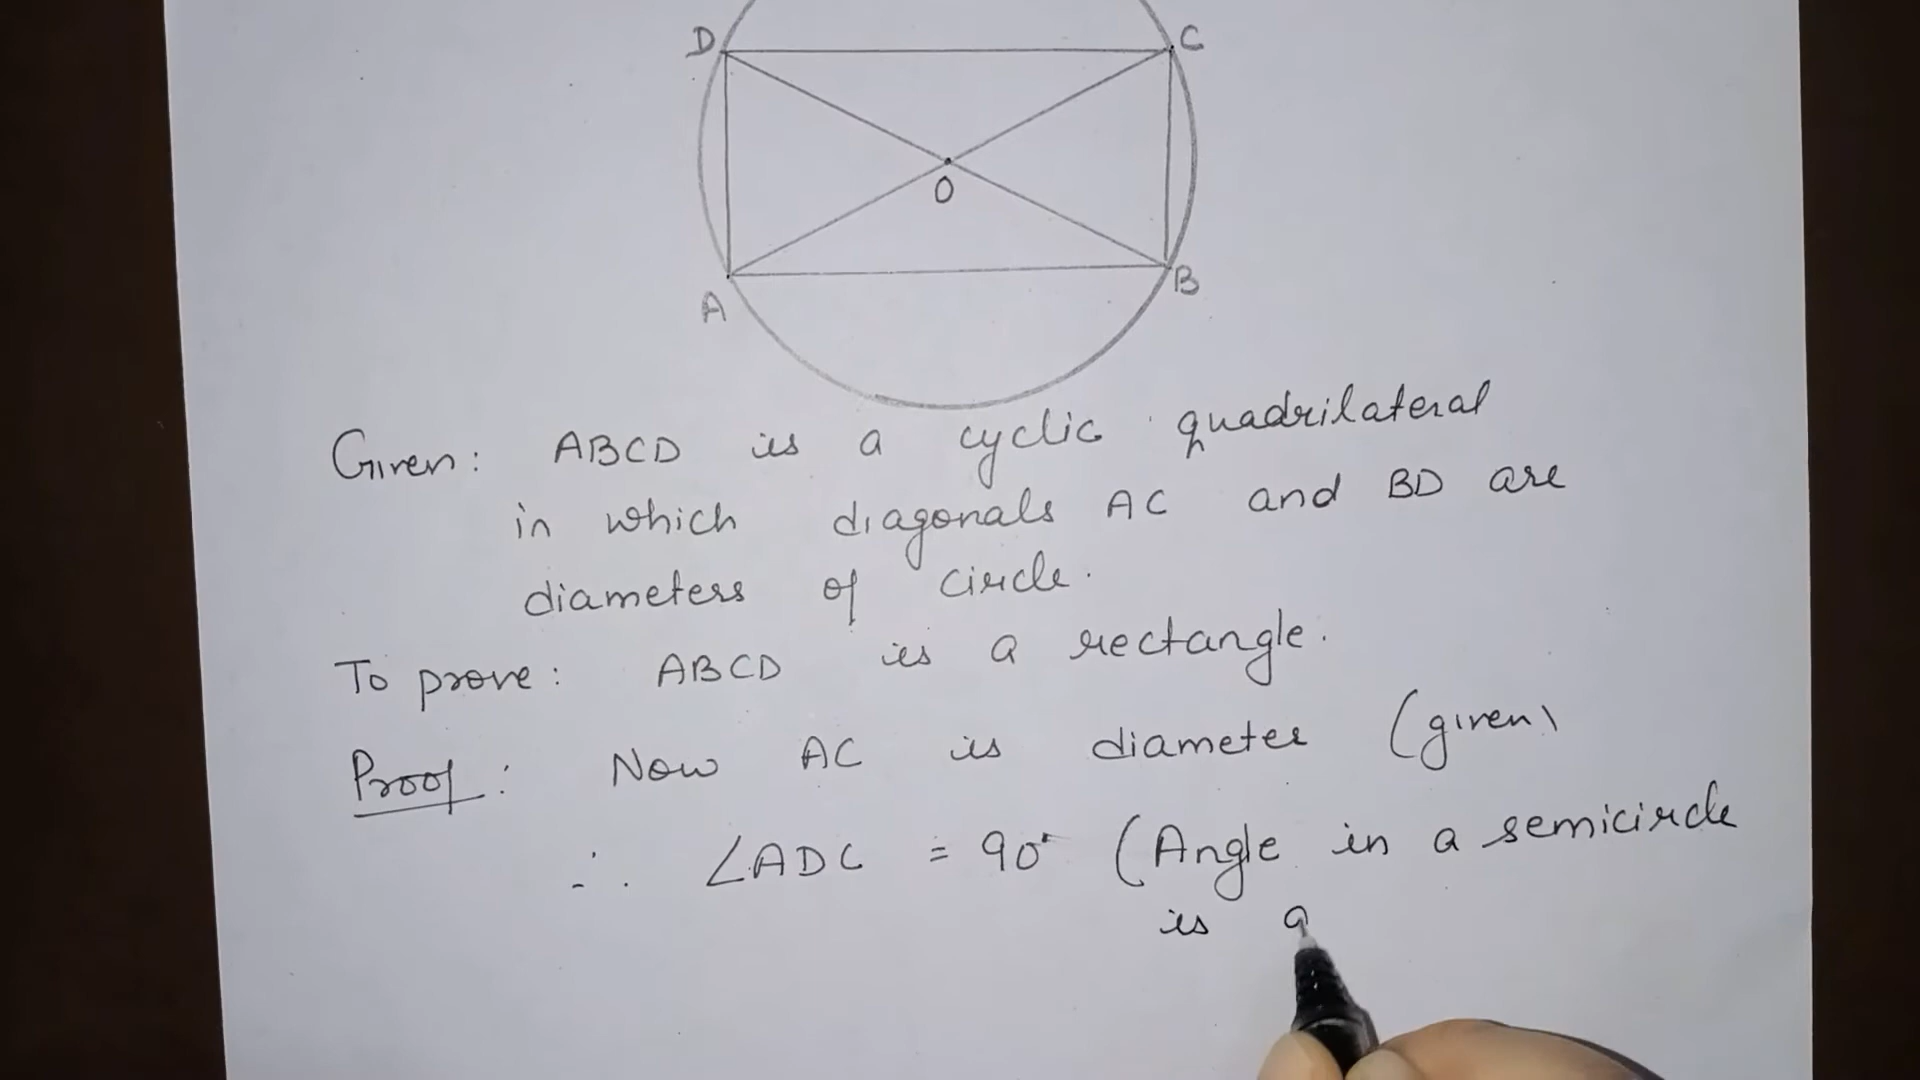 D C
O
A B
Given: ABCD is a cyclic quadrilateral
in which diagonals AC and BD are
diameters of circle.
To prove: ABCD is a rectangle.
Proof: Now AC is diameter (given)
∴ ∠ADC = 90° (Angle in a semicircle
is a